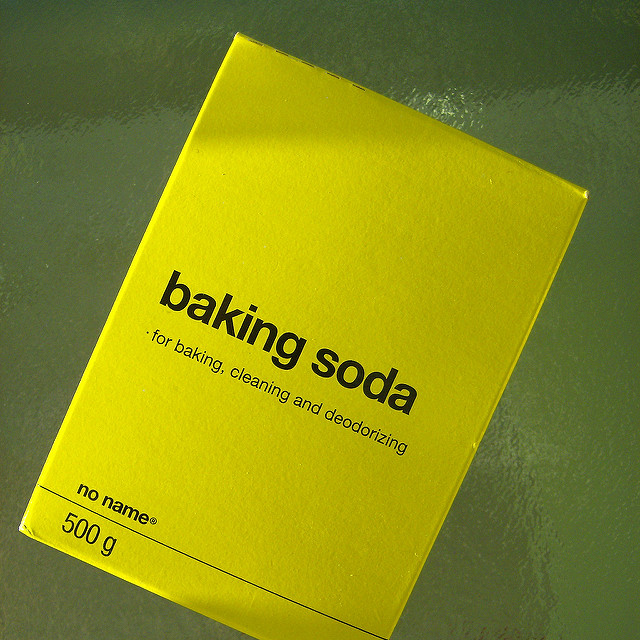 baking soda
· for baking, cleaning and deodorizing
no name®
500 g